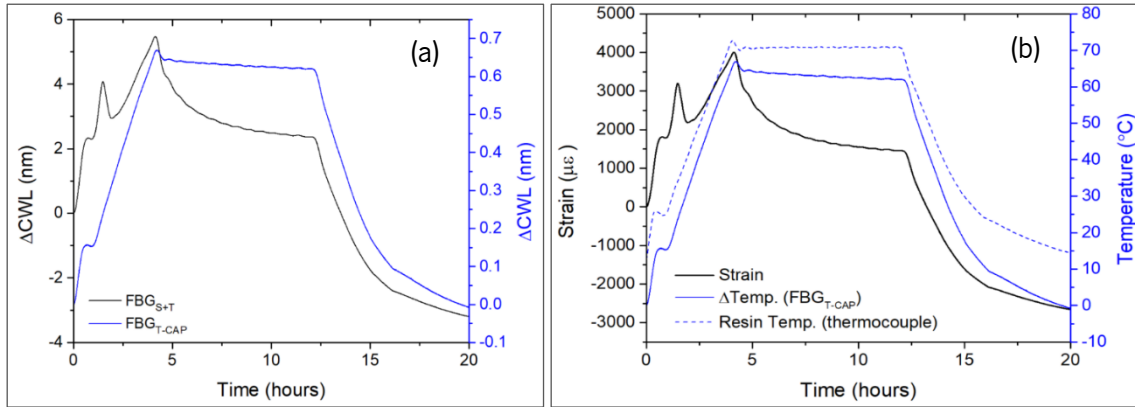 (a)
6
4
2
0
-2
-4
ΔCWL (nm)
0.7
0.6
0.5
0.4
0.3
0.2
0.1
0.0
0.1
ΔCWL (nm)
FBG_S+T
FBG_T-CAP
0 5 10 15 20
Time (hours)
(b)
5000
4000
3000
2000
1000
0
-1000
-2000
-3000
Strain (με)
80
70
60
50
40
30
20
10
0
-10
Temperature (°C)
Strain
ΔTemp. (FBG_T-CAP)
Resin Temp. (thermocouple)
0 5 10 15 20
Time (hours)